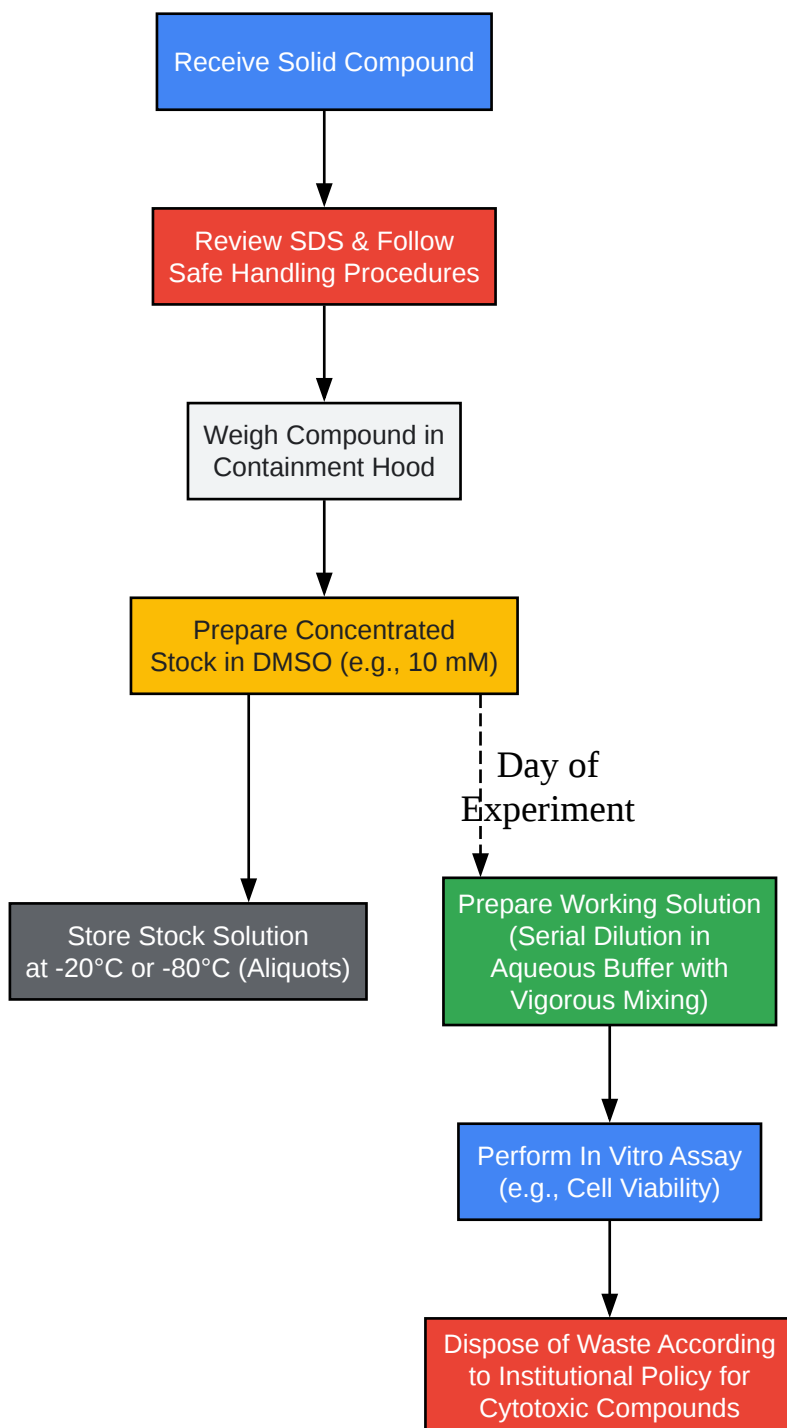 Receive Solid Compound
Review SDS & Follow
Safe Handling Procedures
Weigh Compound in
Containment Hood
Prepare Concentrated
Stock in DMSO (e.g., 10 mM)
Day of
Experiment
Store Stock Solution
at -20°C or -80°C (Aliquots)
Prepare Working Solution
(Serial Dilution in
Aqueous Buffer with
Vigorous Mixing)
Perform In Vitro Assay
(e.g., Cell Viability)
Dispose of Waste According
to Institutional Policy for
Cytotoxic Compounds